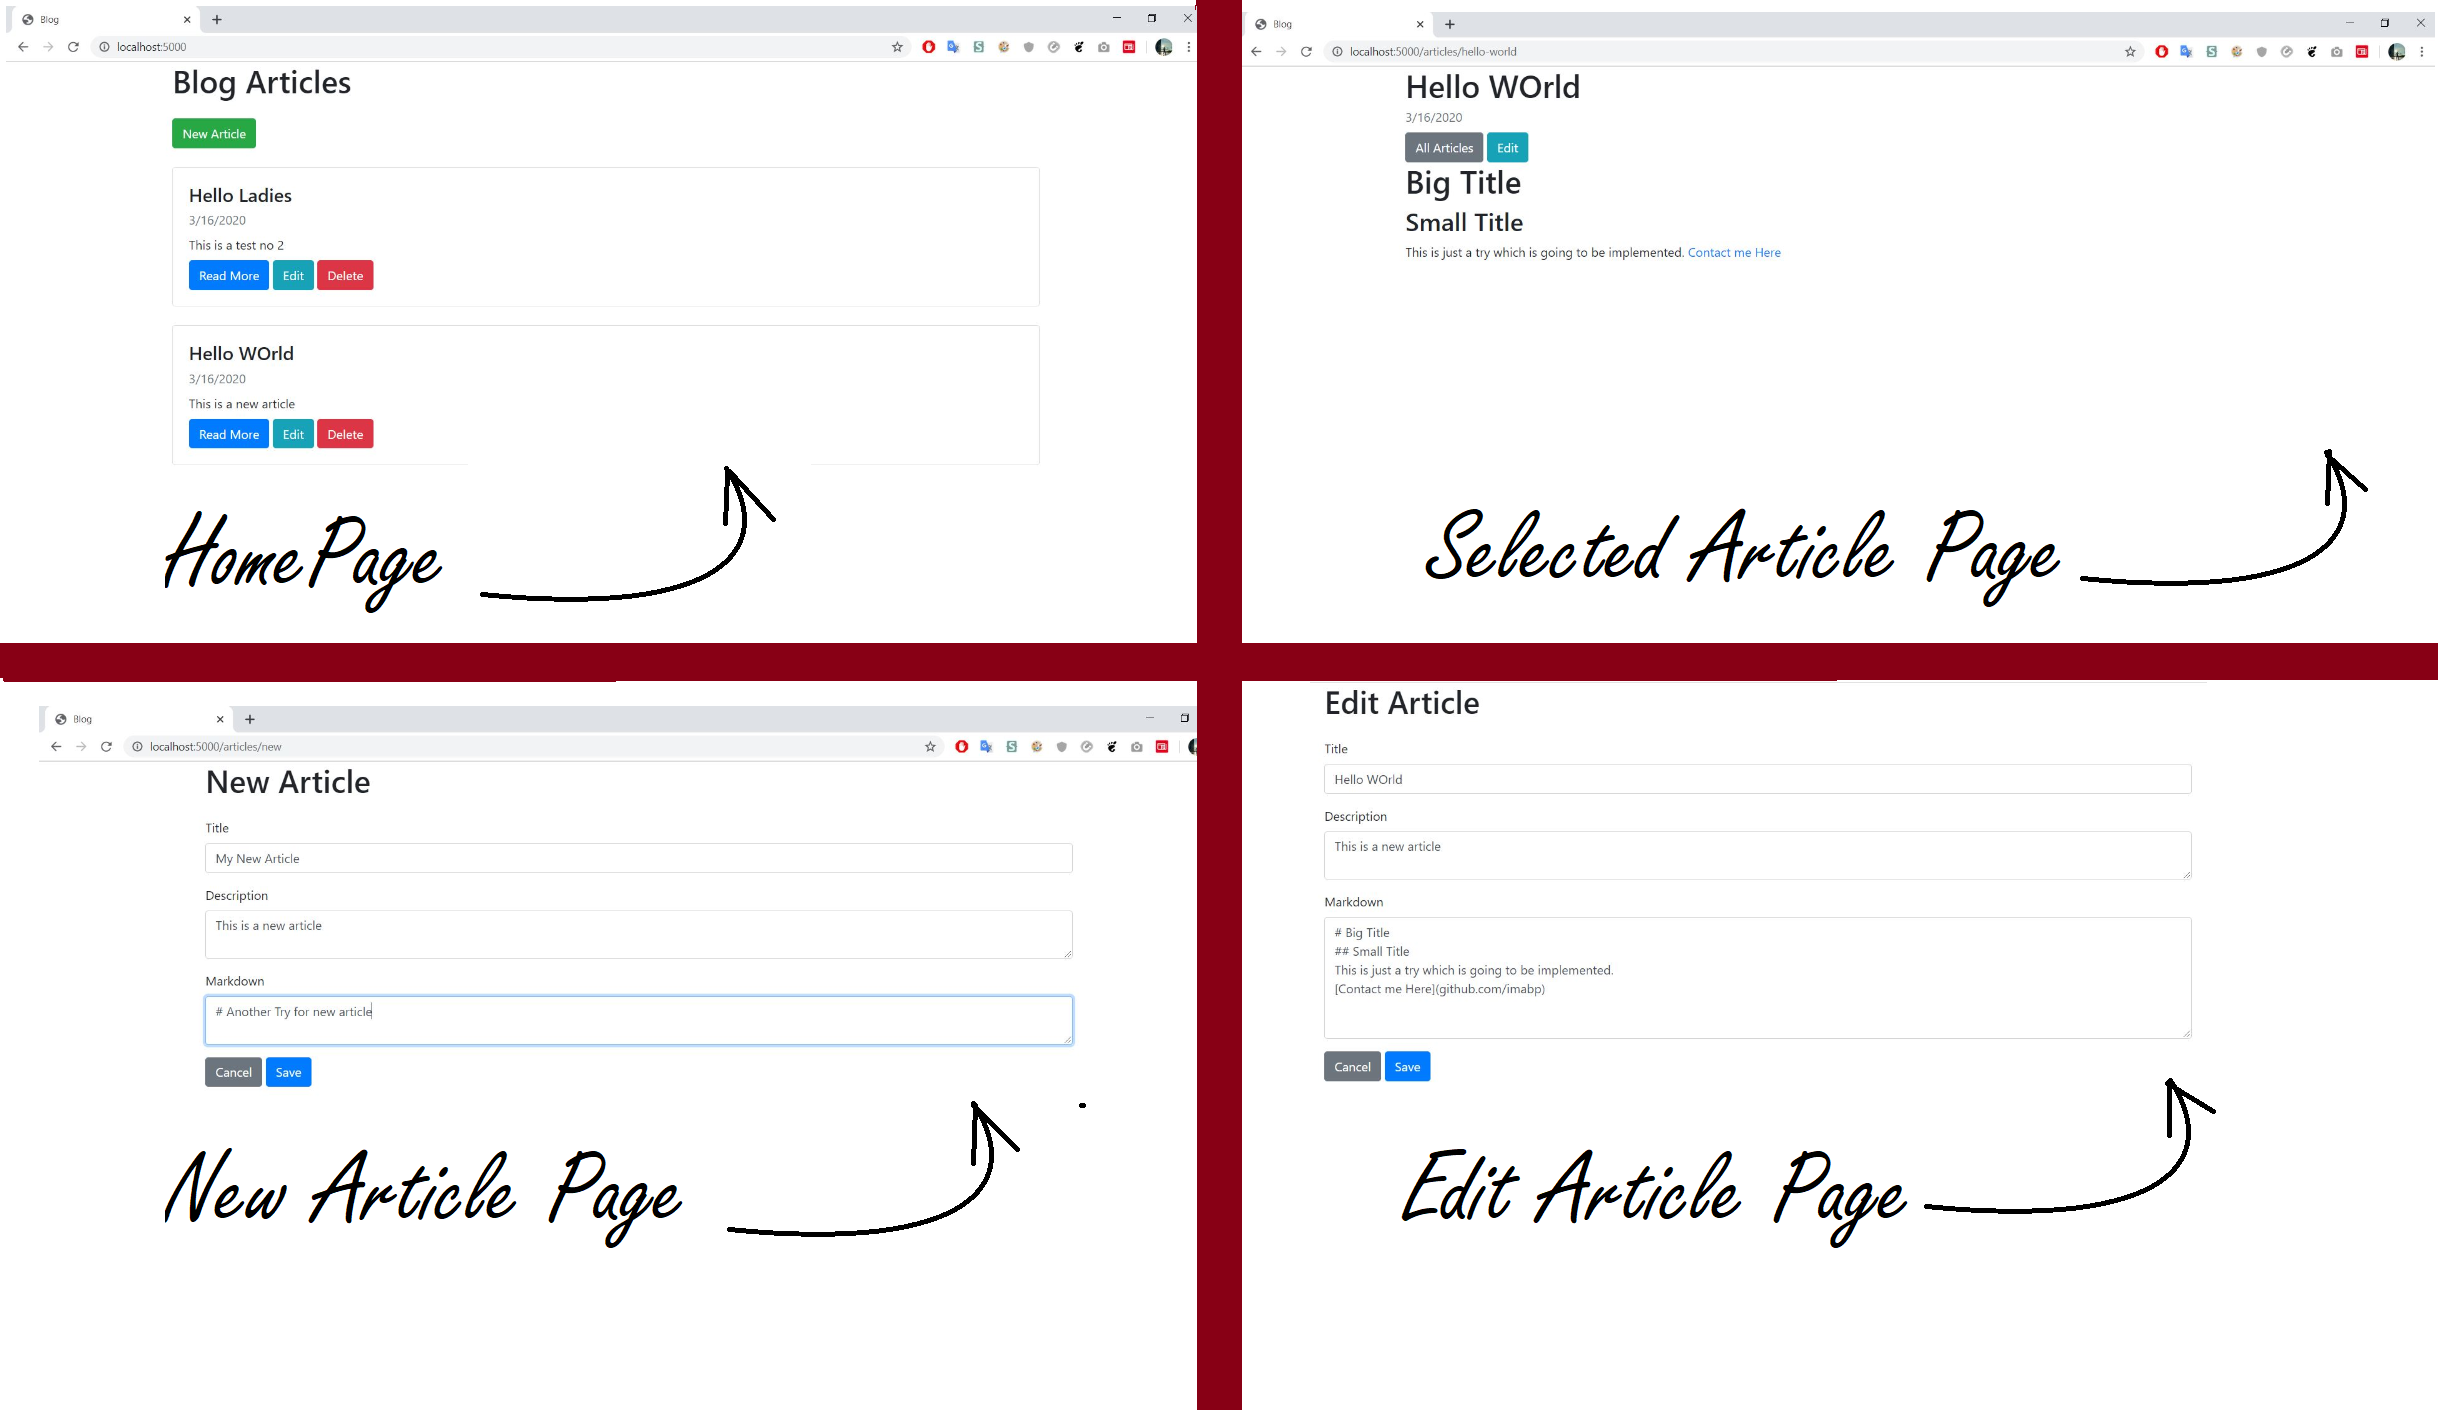 Blog
localhost:5000
Blog Articles
New Article
Hello Ladies
3/16/2020
This is a test no 2
Read More Edit Delete
Hello WOrld
3/16/2020
This is a new article
Read More Edit Delete
HomePage
Blog
localhost:5000/articles/hello-world
Hello WOrld
3/16/2020
All Articles Edit
Big Title
Small Title
This is just a try which is going to be implemented. Contact me Here
Selected Article Page
Blog
localhost:5000/articles/new
New Article
Title
My New Article
Description
This is a new article
Markdown
# Another Try for new article
Cancel Save
New Article Page
Edit Article
Title
Hello WOrld
Description
This is a new article
Markdown
# Big Title
## Small Title
This is just a try which is going to be implemented.
[Contact me Here](github.com/imabp)
Cancel Save
Edit Article Page